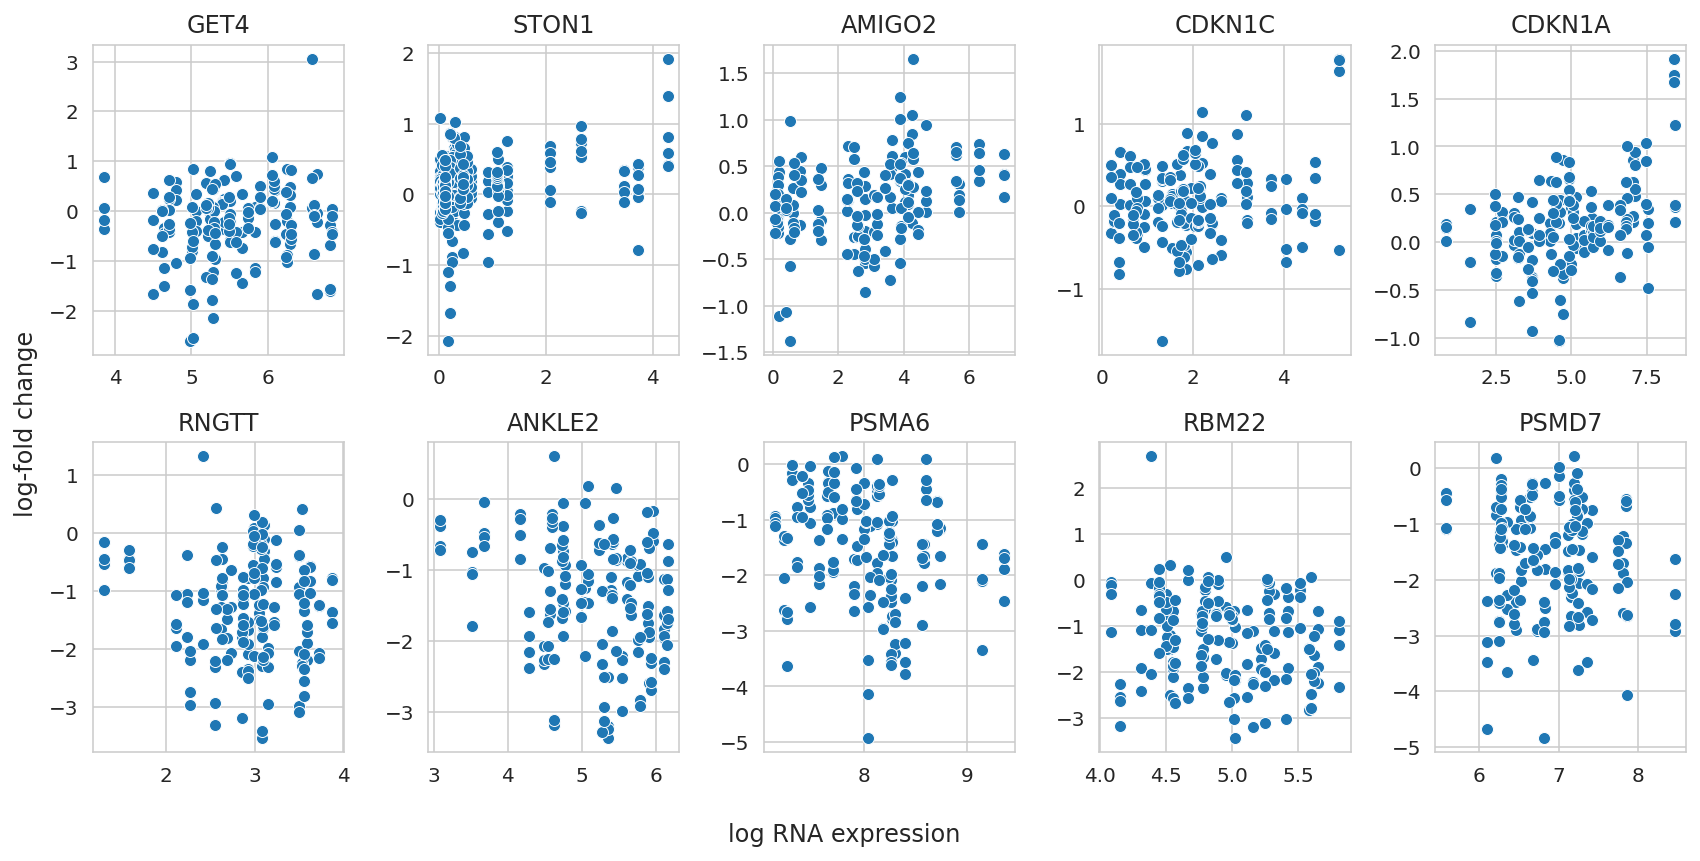 GET4 STON1 AMIGO2 CDKN1C CDKN1A
3 2 1 0 −1 −2
4 5 6
2 1 0 −1 −2
0 2 4
1.5 1.0 0.5 0.0 −0.5 −1.0 −1.5
0 2 4 6
1 0 −1
0 2 4
2.0 1.5 1.0 0.5 0.0 −0.5 −1.0
2.5 5.0 7.5
log-fold change
RNGTT ANKLE2 PSMA6 RBM22 PSMD7
1 0 −1 −2 −3
2 3 4
0 −1 −2 −3
3 4 5 6
0 −1 −2 −3 −4 −5
8 9
2 1 0 −1 −2 −3
4.0 4.5 5.0 5.5
0 −1 −2 −3 −4 −5
6 7 8
log RNA expression